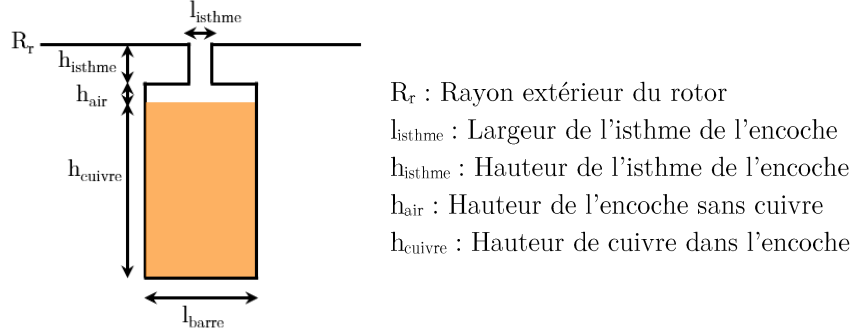 l_isthme
R_r
h_isthme
h_air
h_cuivre
l_barre
R_r : Rayon extérieur du rotor
l_isthme : Largeur de l'isthme de l'encoche
h_isthme : Hauteur de l'isthme de l'encoche
h_air : Hauteur de l'encoche sans cuivre
h_cuivre : Hauteur de cuivre dans l'encoche